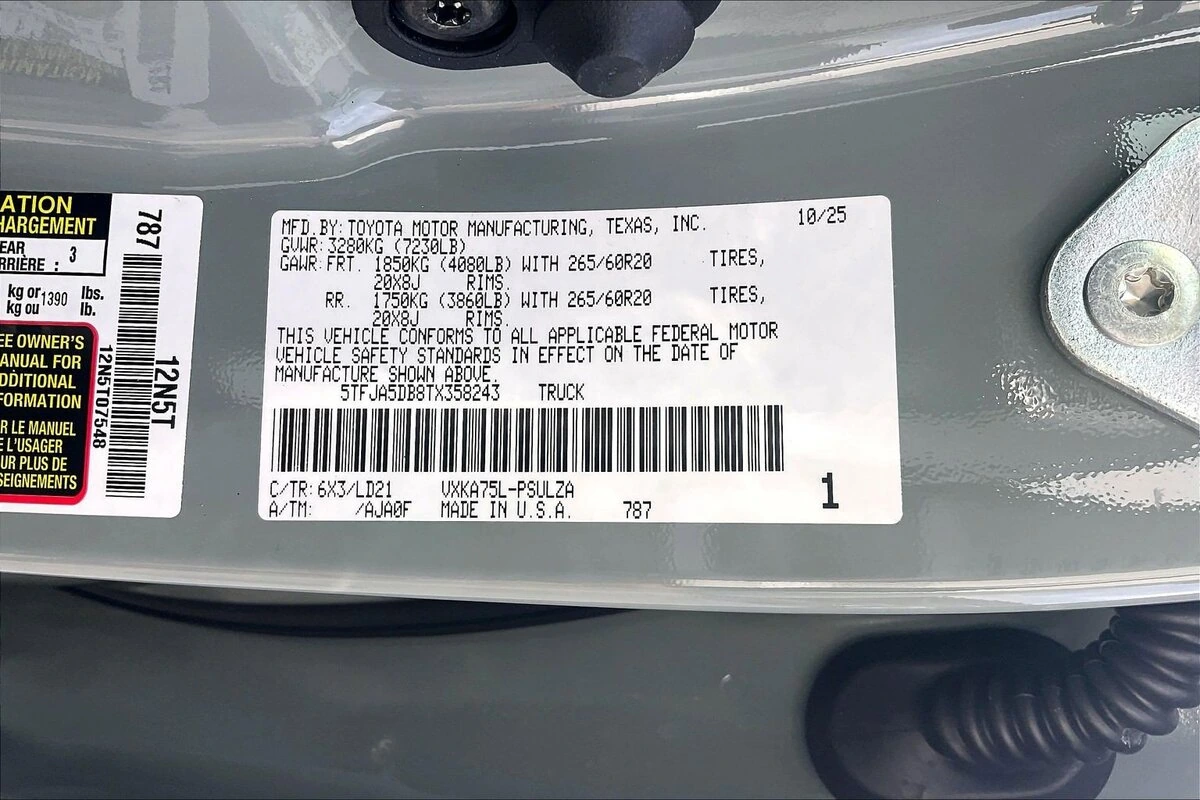 ATION
HARGEMENT
EAR 3
RRIÈRE :
kg or 1390 lbs.
kg ou lb.
EE OWNER'S
ANUAL FOR
DDITIONAL
FORMATION
R LE MANUEL
E L'USAGER
UR PLUS DE
SEIGNEMENTS
12N5T07548
787
12N5T
MFD.BY:TOYOTA MOTOR MANUFACTURING, TEXAS, INC. 10/25
GVWR:3280KG (7230LB)
GAWR:FRT. 1850KG (4080LB) WITH 265/60R20 TIRES,
20X8J RIMS.
RR. 1750KG (3860LB) WITH 265/60R20 TIRES,
20X8J RIMS.
THIS VEHICLE CONFORMS TO ALL APPLICABLE FEDERAL MOTOR
VEHICLE SAFETY STANDARDS IN EFFECT ON THE DATE OF
MANUFACTURE SHOWN ABOVE.
5TFJA5DB8TX358243 TRUCK
C/TR:6X3/LD21 VXKA75L-PSULZA
A/TM: /AJA0F MADE IN U.S.A. 787
1